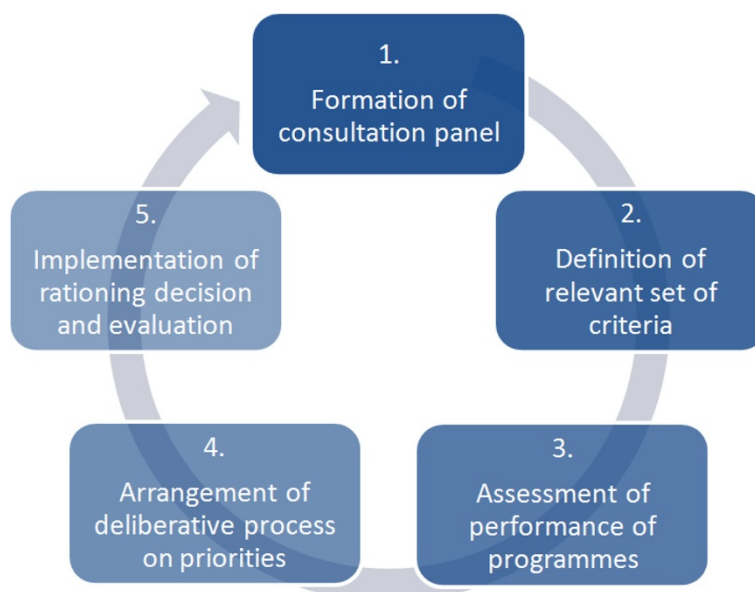 1.
Formation of
consultation panel
2.
Definition of
relevant set of
criteria
3.
Assessment of
performance of
programmes
4.
Arrangement of
deliberative process
on priorities
5.
Implementation of
rationing decision
and evaluation